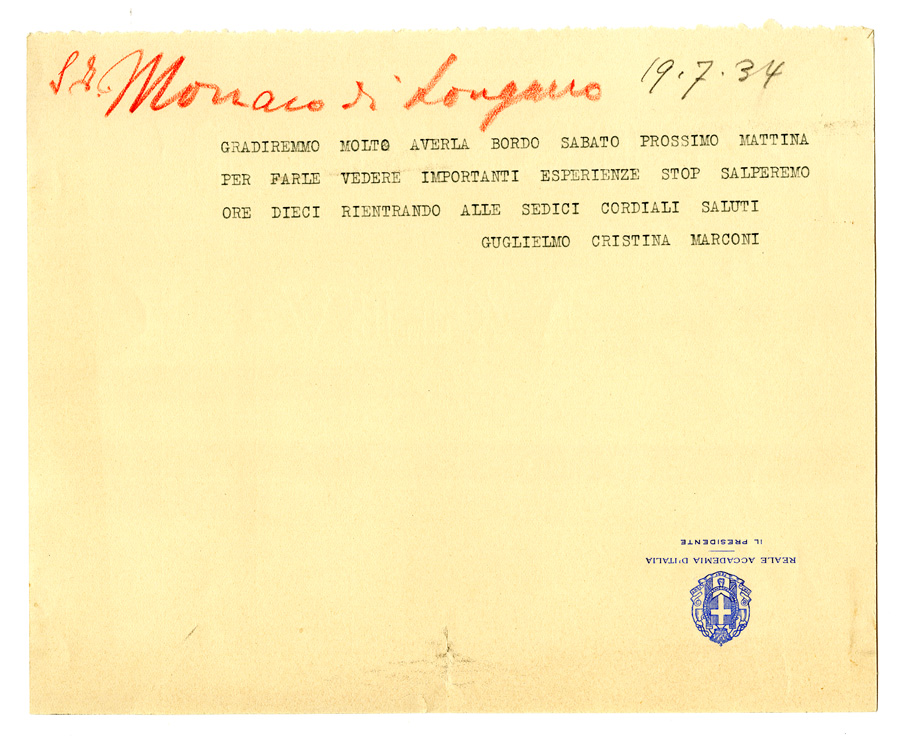 S.E. Monaco di Longano 19.7.34
GRADIREMMO MOLTO AVERLA BORDO SABATO PROSSIMO MATTINA
PER FARLE VEDERE IMPORTANTI ESPERIENZE STOP SALPEREMO
ORE DIECI RIENTRANDO ALLE SEDICI CORDIALI SALUTI
GUGLIELMO CRISTINA MARCONI
REALE ACCADEMIA D'ITALIA
IL PRESIDENTE